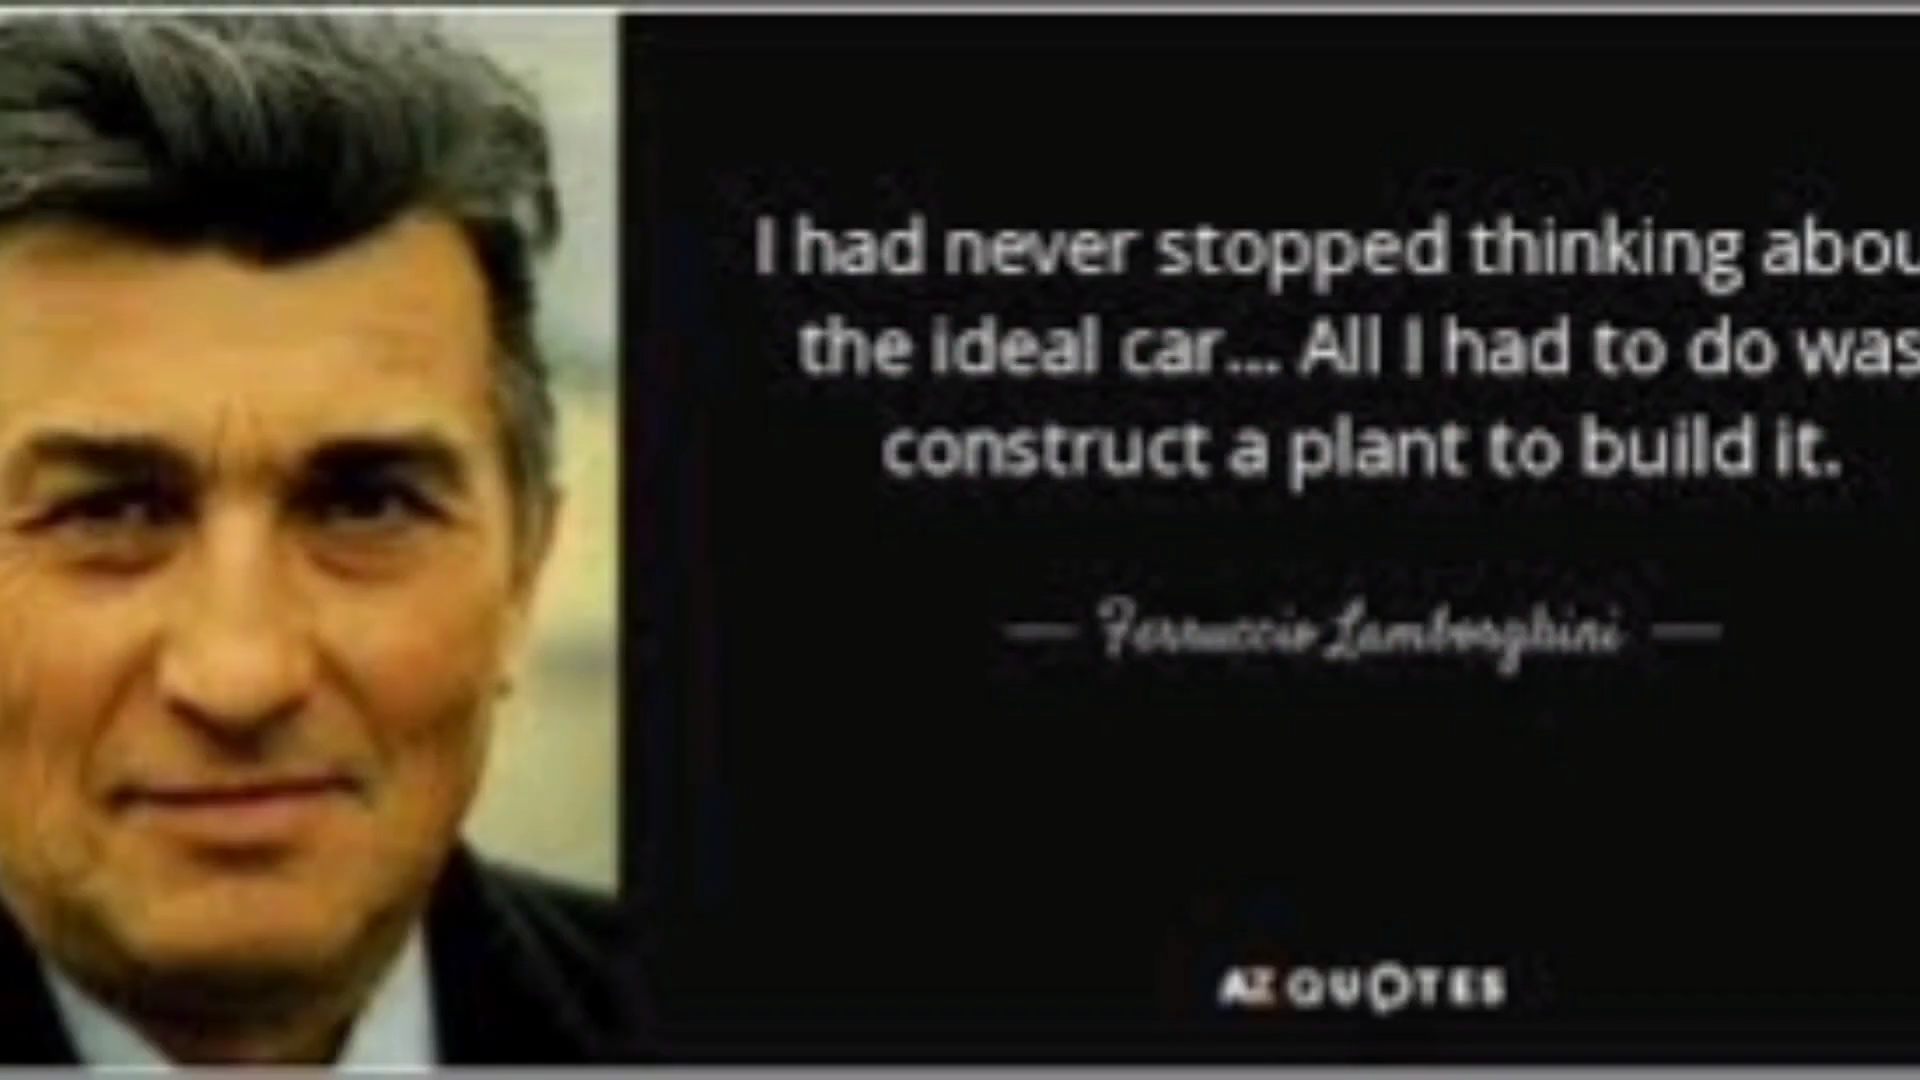 I had never stopped thinking abou
the ideal car... All I had to do was
construct a plant to build it.
— Ferruccio Lamborghini —
AZ QUOTES